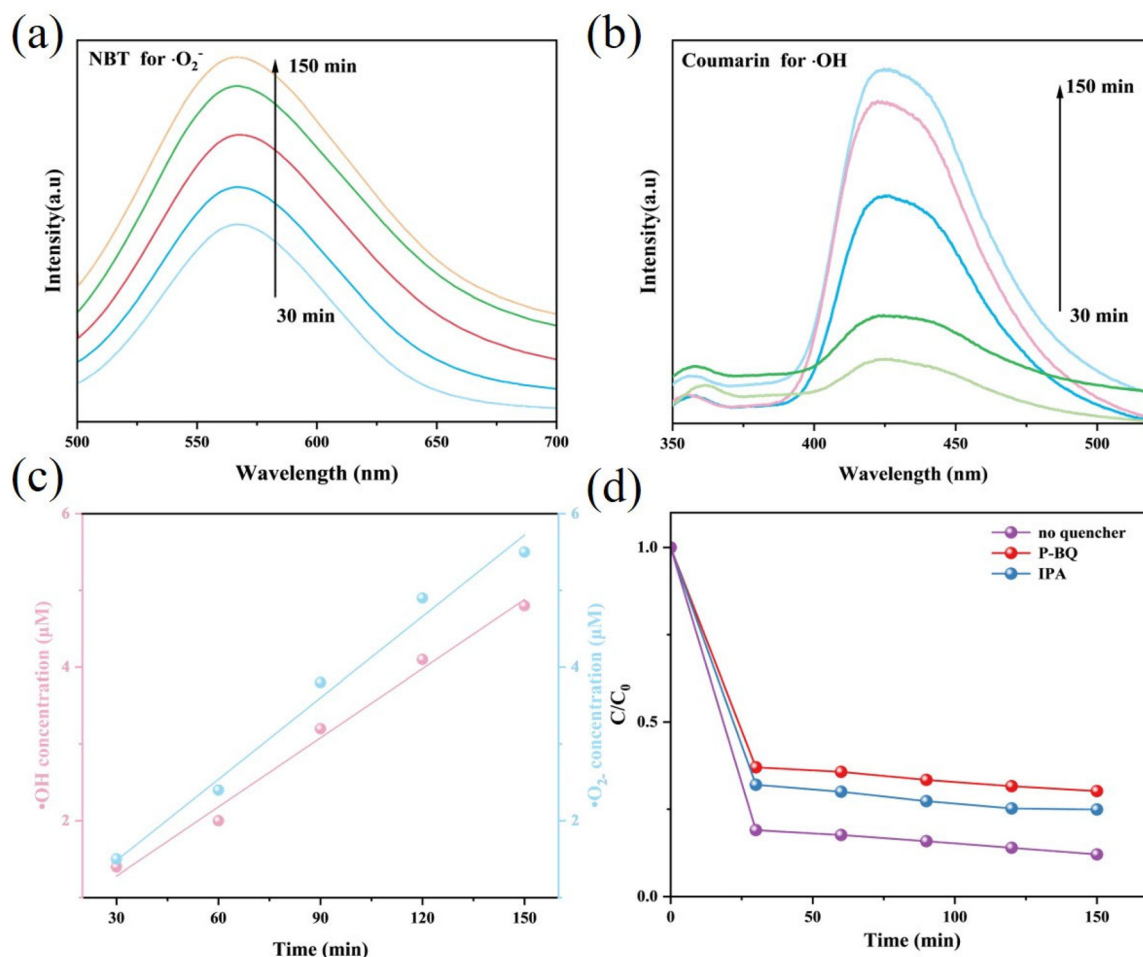 (a)
NBT for ·O₂⁻
150 min
30 min
Intensity(a.u)
500 550 600 650 700
Wavelength (nm)
(b)
Coumarin for ·OH
150 min
30 min
Intensity(a.u)
350 400 450 500
Wavelength (nm)
(c)
6
4
2
•OH concentration (μM)
6
4
2
•O₂- concentration (μM)
30 60 90 120 150
Time (min)
(d)
no quencher
P-BQ
IPA
1.0
0.5
0.0
C/C₀
0 50 100 150
Time (min)